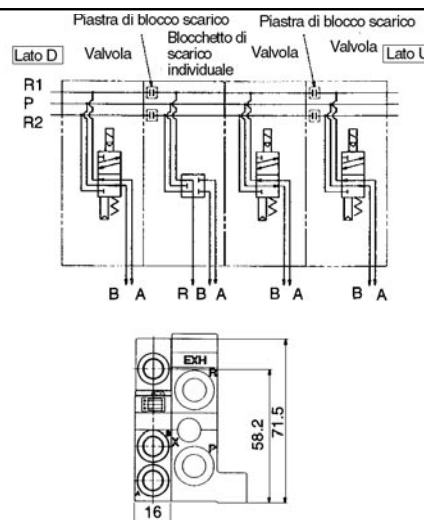 Piastra di blocco scarico
Piastra di blocco scarico
Blocchetto di
scarico
individuale
Lato D
Valvola
Valvola
Valvola
Lato U
R1
P
R2
B A
R B A
B A
B A
EXH
R
X
P
58.2
71.5
16